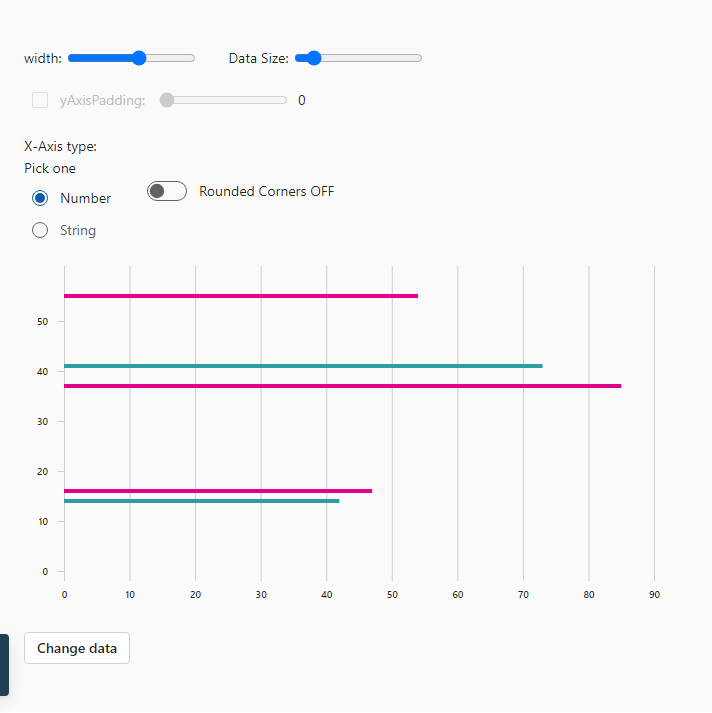 width: Data Size:
yAxisPadding: 0
X-Axis type:
Pick one
Number Rounded Corners OFF
String
50
40
30
20
10
0
0 10 20 30 40 50 60 70 80 90
Change data